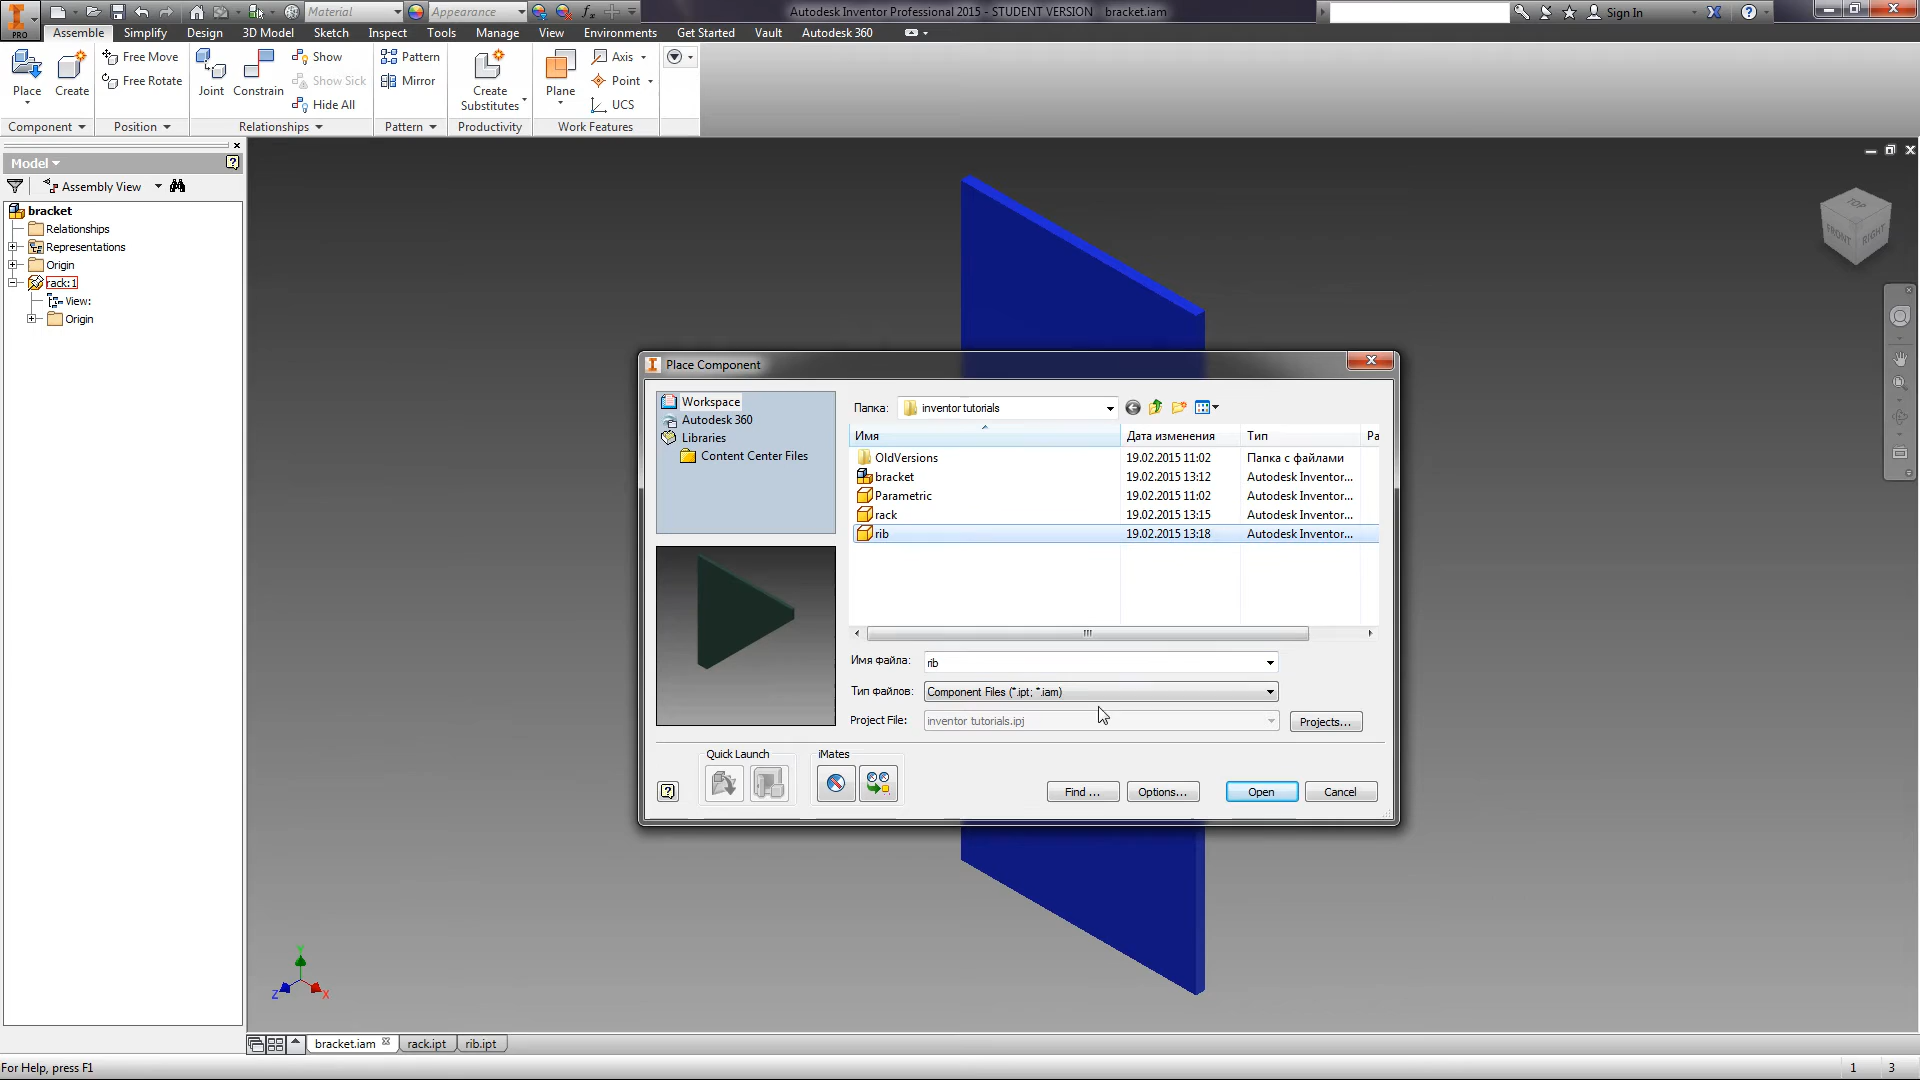 PRO
Material
Appearance
Autodesk Inventor Professional 2015 - STUDENT VERSION bracket.iam
Sign In
Assemble Simplify Design 3D Model Sketch Inspect Tools Manage View Environments Get Started Vault Autodesk 360
Place
Create
Free Move
Free Rotate
Joint
Constrain
Show
Show Sick
Hide All
Pattern
Mirror
Create
Substitutes
Plane
Axis
Point
UCS
Component
Position
Relationships
Pattern
Productivity
Work Features
Model
Assembly View
bracket
Relationships
Representations
Origin
rack:1
View:
Origin
TOP
FRONT
RIGHT
Place Component
Workspace
Autodesk 360
Libraries
Content Center Files
Папка: inventor tutorials
Имя Дата изменения Тип Ра
OldVersions 19.02.2015 11:02 Папка с файлами
bracket 19.02.2015 13:12 Autodesk Inventor...
Parametric 19.02.2015 11:02 Autodesk Inventor...
rack 19.02.2015 13:15 Autodesk Inventor...
rib 19.02.2015 13:18 Autodesk Inventor...
Имя файла: rib
Тип файлов: Component Files (*.ipt; *.iam)
Project File: inventor tutorials.ipj Projects...
Quick Launch
iMates
Find ... Options... Open Cancel
Y
Z
X
bracket.iam rack.ipt rib.ipt
For Help, press F1
1 3